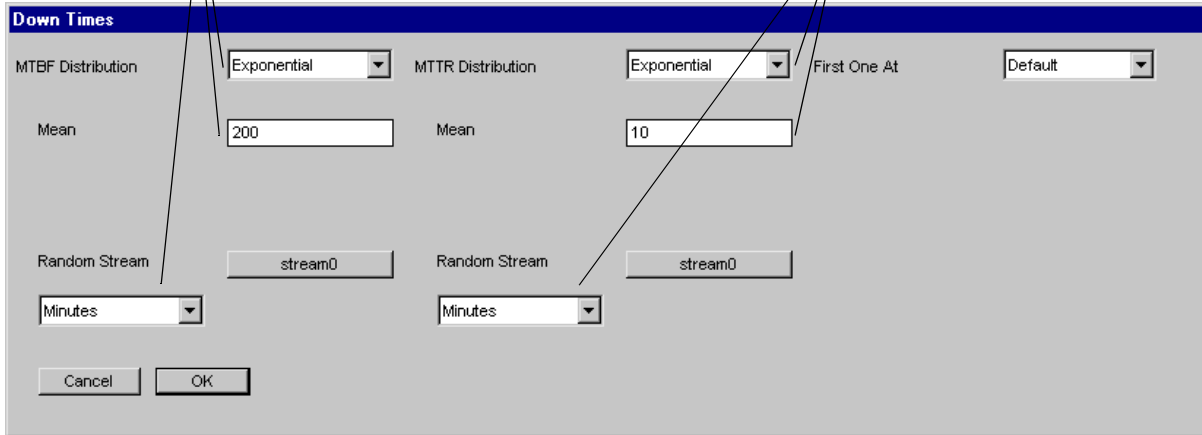 Down Times
MTBF Distribution Exponential MTTR Distribution Exponential First One At Default
Mean 200 Mean 10
Random Stream stream0 Random Stream stream0
Minutes Minutes
Cancel OK